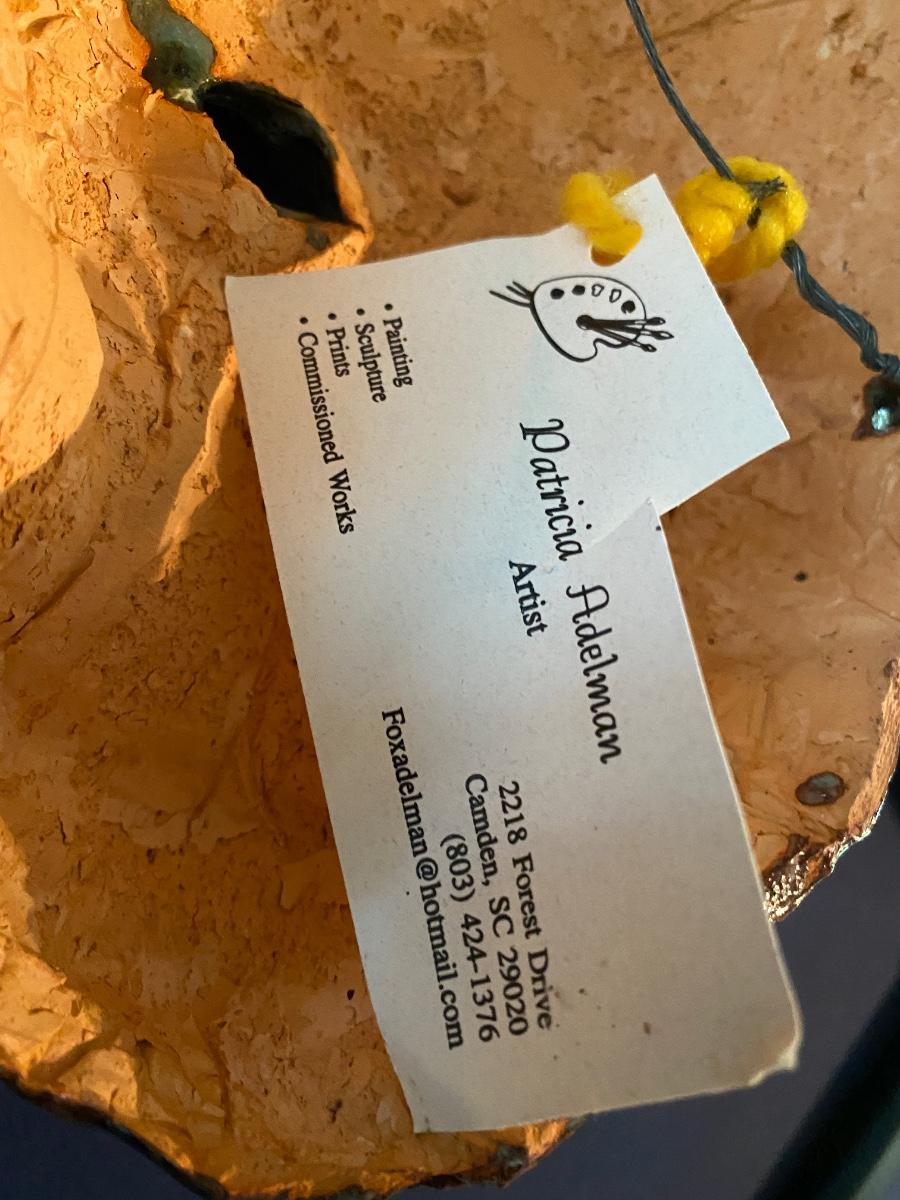 Patricia Adelman
Artist
2218 Forest Drive
Camden, SC 29020
(803) 424-1376
Foxadelman@hotmail.com
• Painting
• Sculpture
• Prints
• Commissioned Works